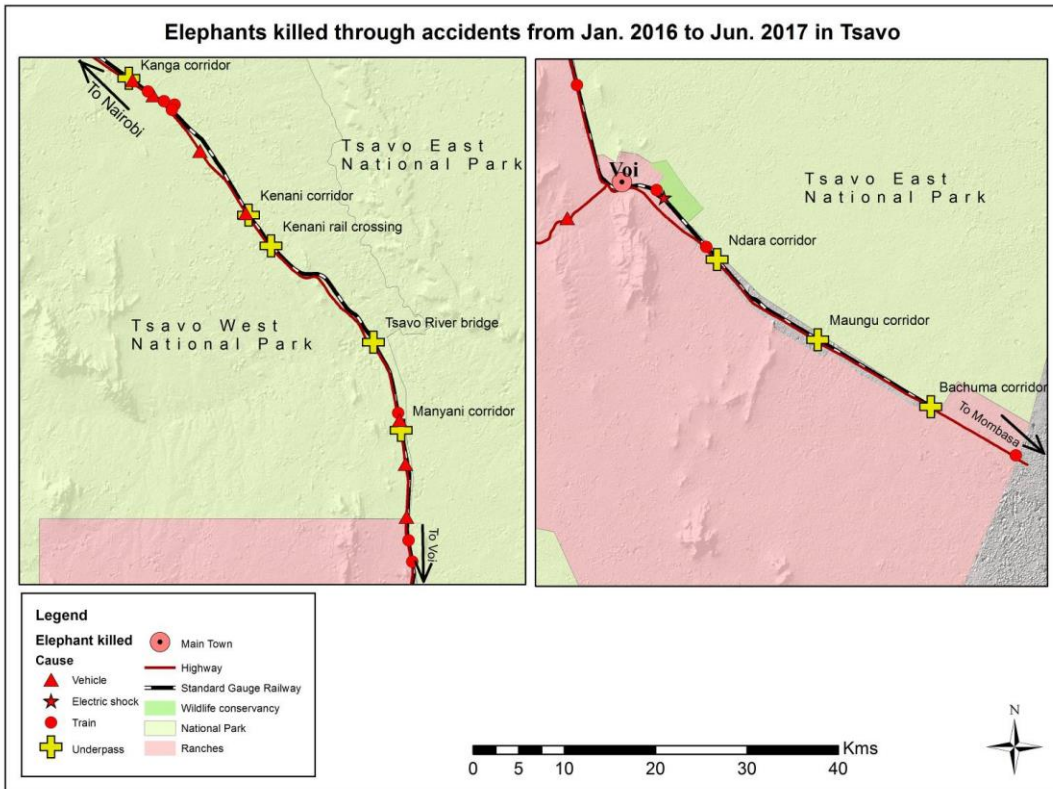 Elephants killed through accidents from Jan. 2016 to Jun. 2017 in Tsavo
Kanga corridor
To Nairobi
Tsavo East
National Park
Kenani corridor
Kenani rail crossing
Tsavo West
National Park
Tsavo River bridge
Manyani corridor
To Voi
Voi
Tsavo East
National Park
Ndara corridor
Maungu corridor
Bachuma corridor
To Mombasa
Legend
Elephant killed
Cause
Vehicle
Electric shock
Train
Underpass
Main Town
Highway
Standard Gauge Railway
Wildlife conservancy
National Park
Ranches
Kms
0 5 10 20 30 40
N